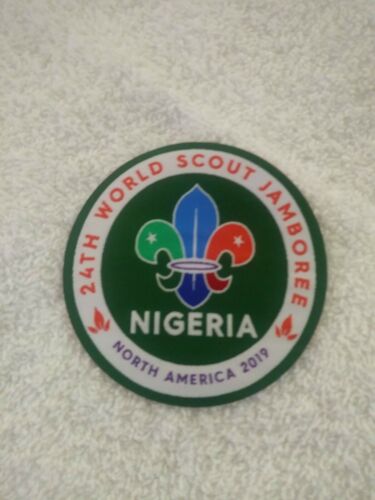 24TH WORLD SCOUT JAMBOREE
NIGERIA
NORTH AMERICA 2019